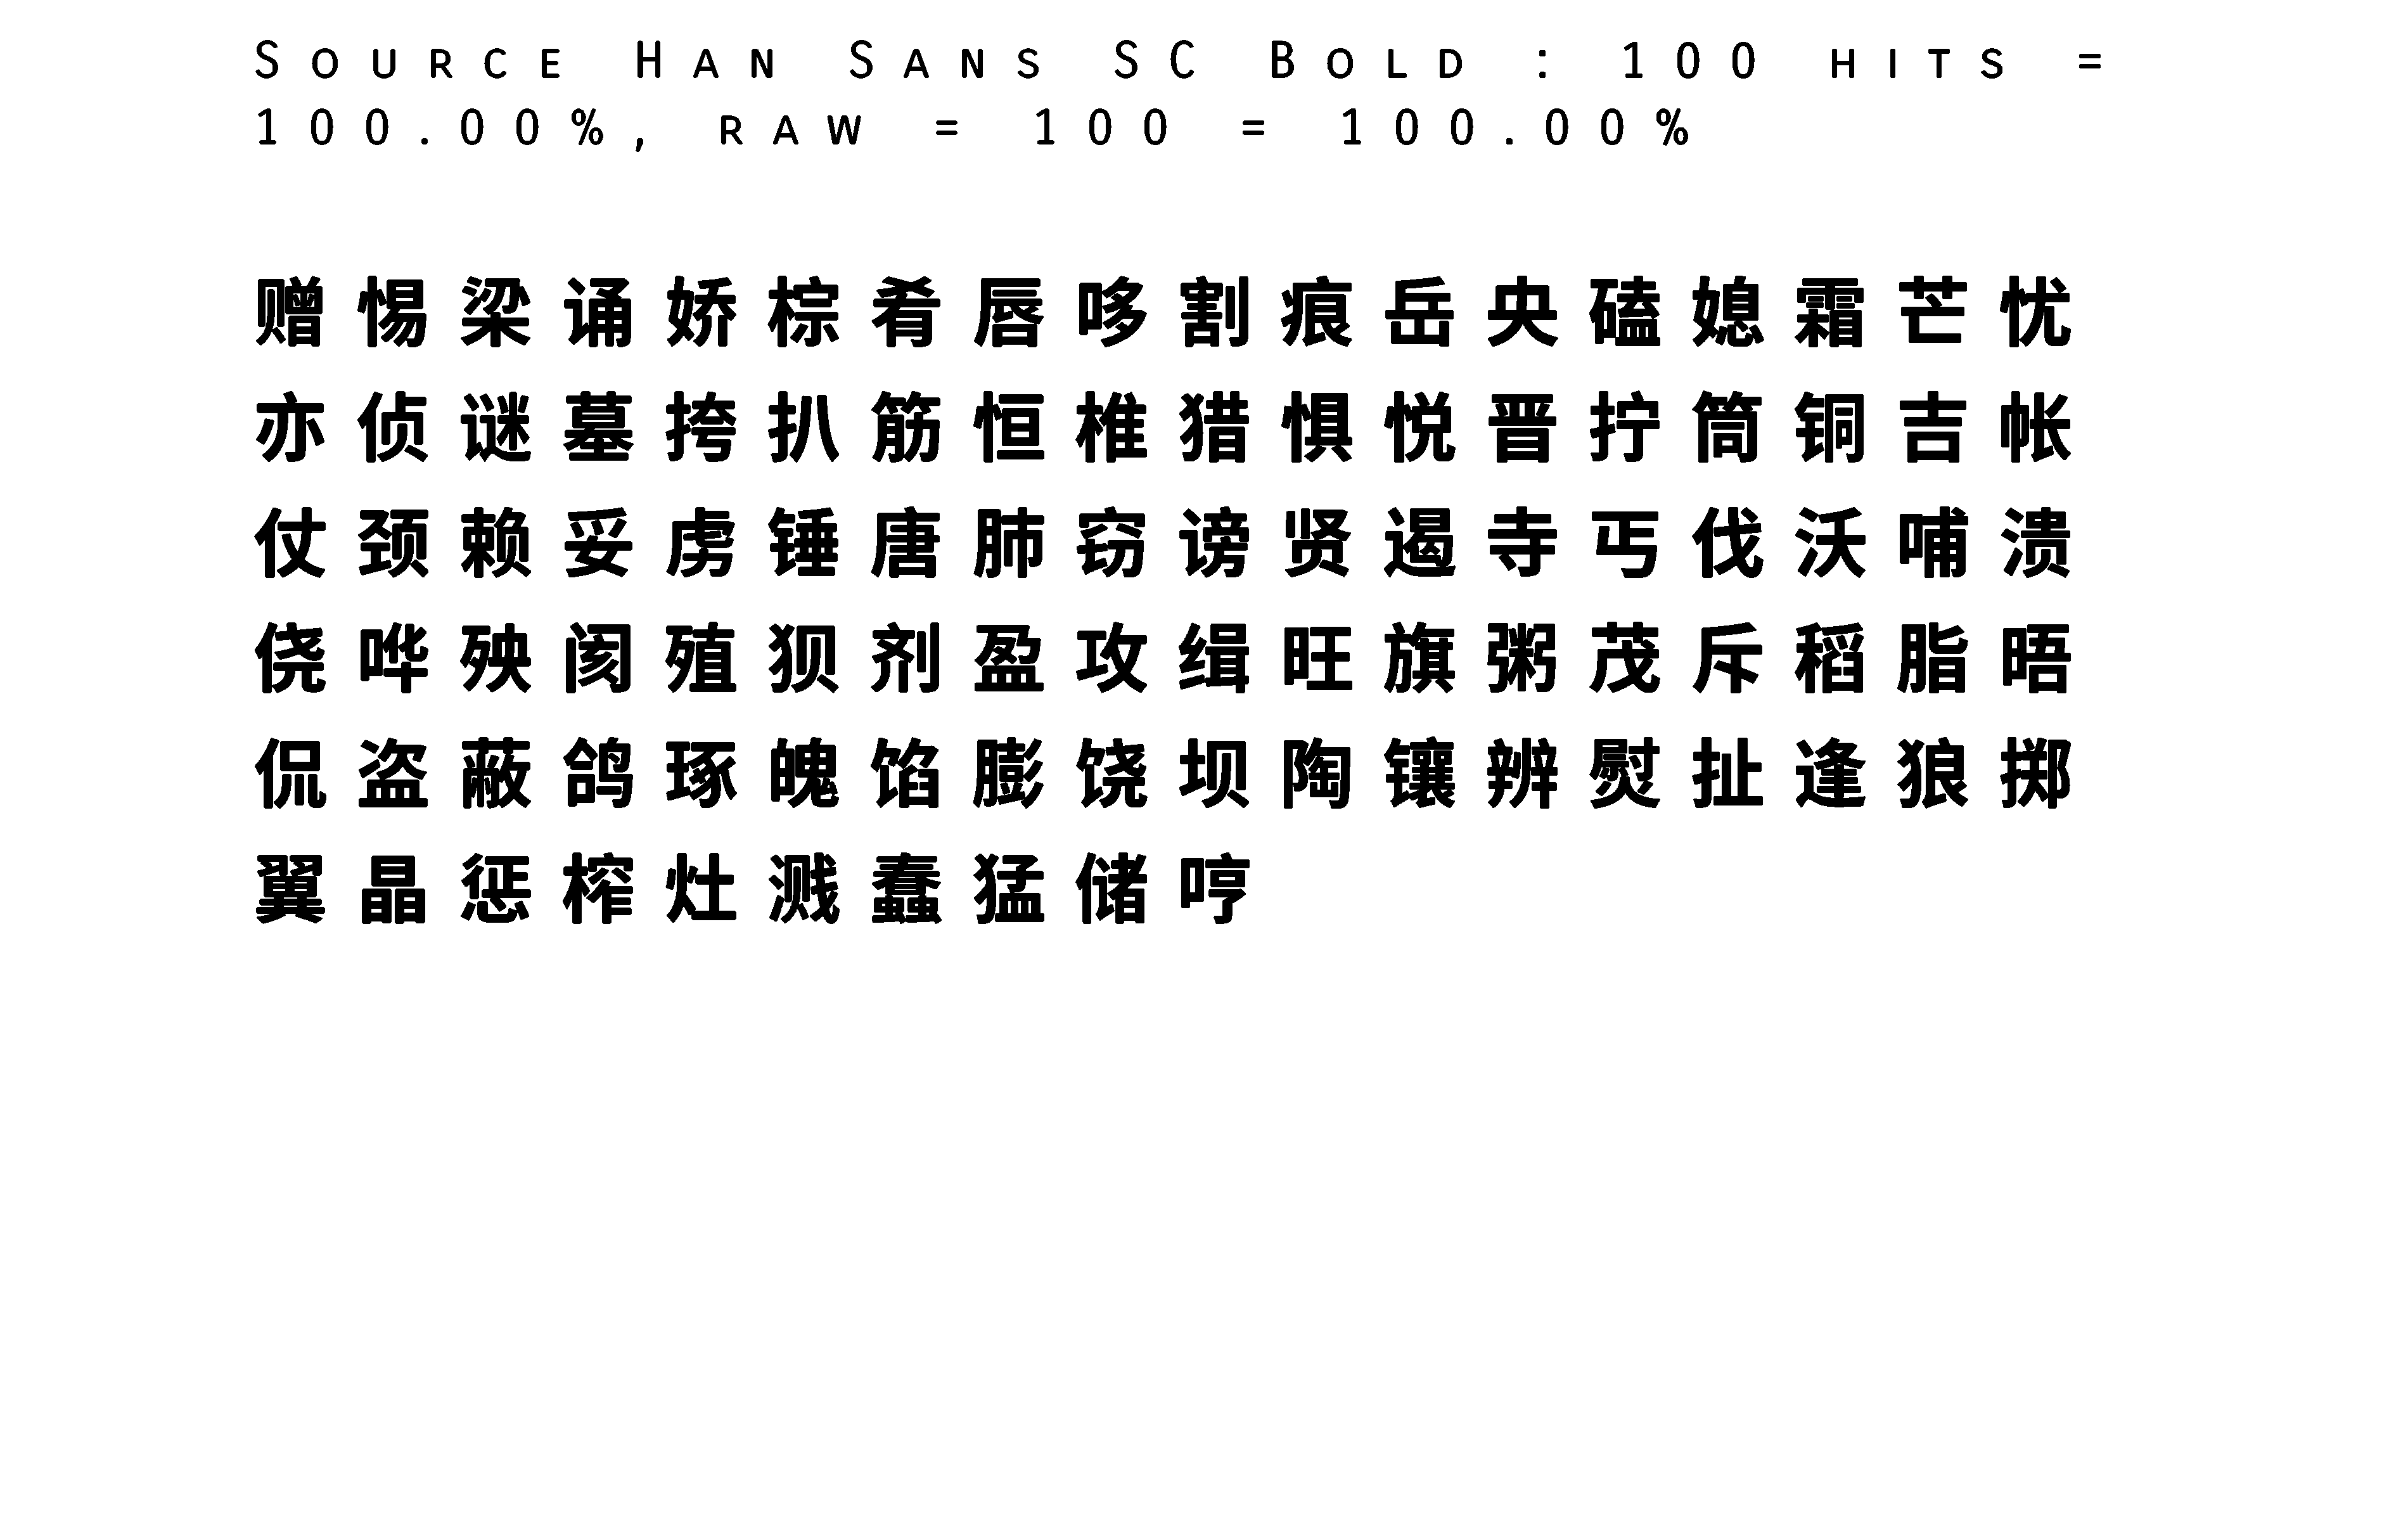 Source Han Sans SC Bold : 100 hits =
100.00%, raw = 100 = 100.00%
赠惕梁诵娇棕肴唇哆割痕岳央磕媳霜芒忧
亦侦谜墓挎扒筋恒椎猎惧悦晋拧筒铜吉帐
仗颈赖妥虏锤唐肺窃谤贤遏寺丐伐沃哺溃
侥哗殃阂殖狈剂盈攻缉旺旗粥茂斥稻脂晤
侃盗蔽鸽琢魄馅膨饶坝陶镶辨熨扯逢狼掷
翼晶惩榨灶溅蠢猛储哼